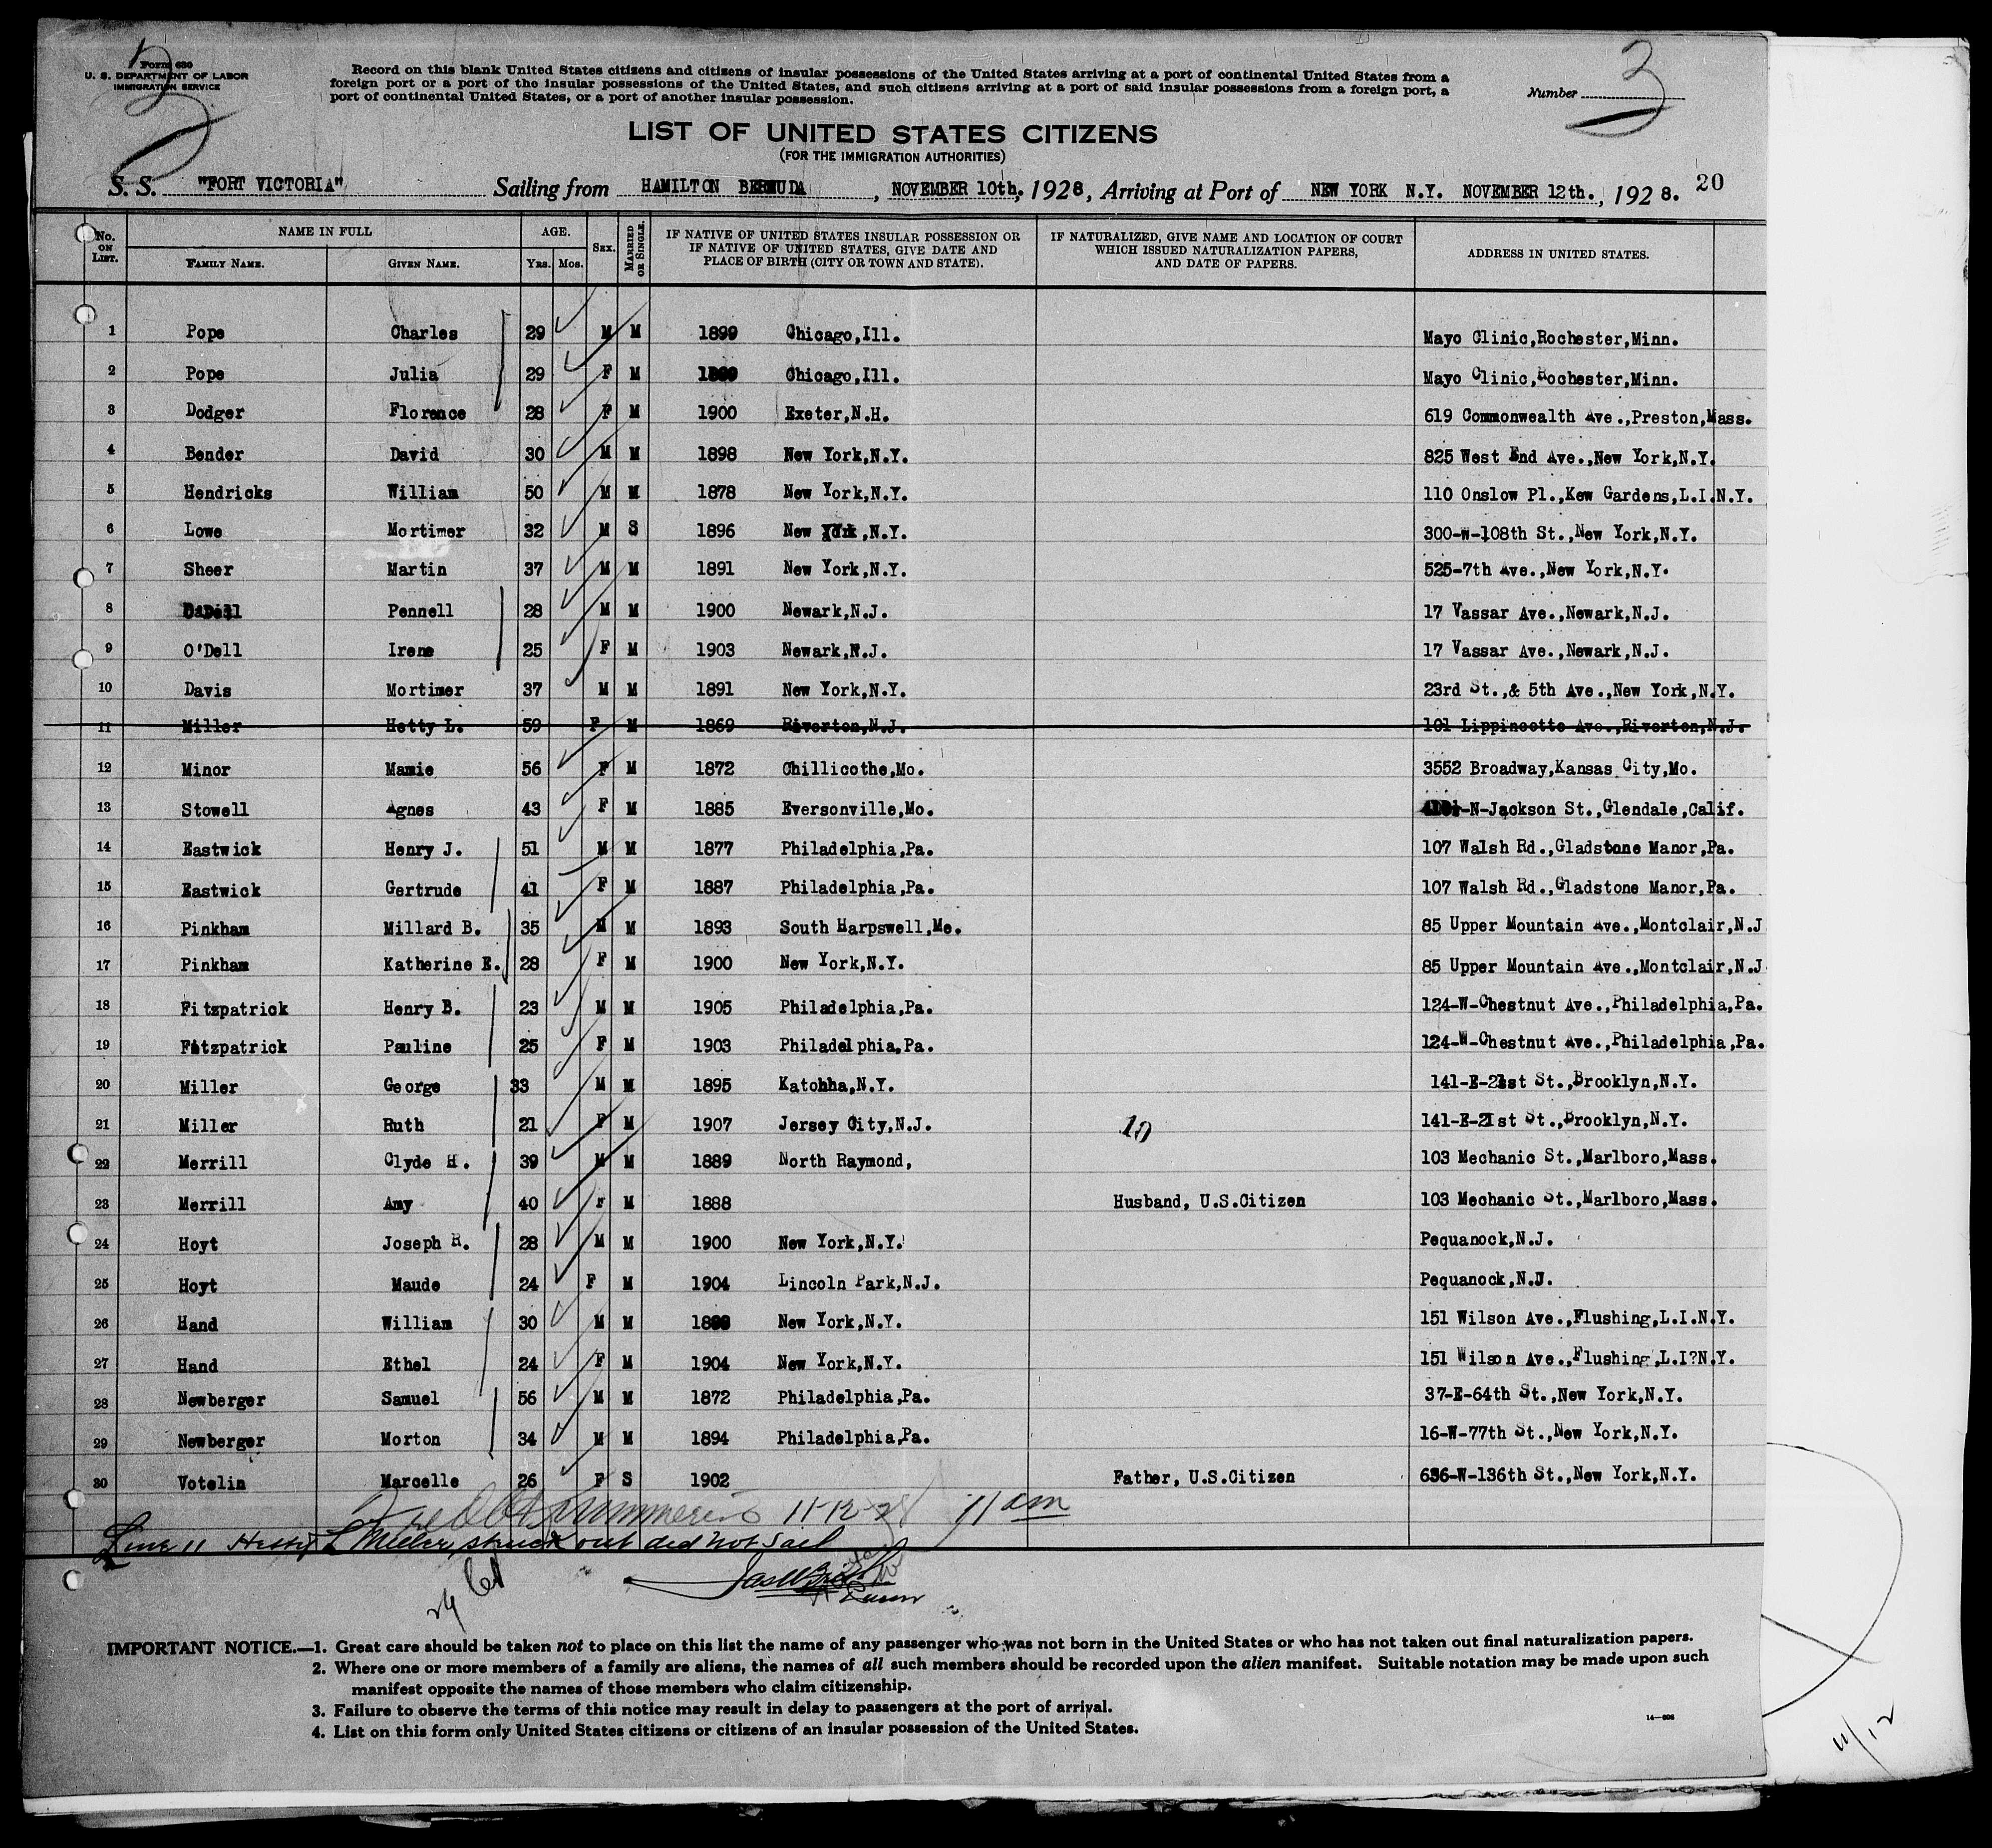 Form 630
U. S. DEPARTMENT OF LABOR
IMMIGRATION SERVICE
Record on this blank United States citizens and citizens of insular possessions of the United States arriving at a port of continental United States from a
foreign port or a port of the insular possessions of the United States, and such citizens arriving at a port of said insular possessions from a foreign port, a
port of continental United States, or a port of another insular possession.
Number 3
LIST OF UNITED STATES CITIZENS
(FOR THE IMMIGRATION AUTHORITIES)
S. S. "FORT VICTORIA" Sailing from HAMILTON BERMUDA, NOVEMBER 10th, 1928, Arriving at Port of NEW YORK N.Y. NOVEMBER 12th., 1928. 20
No. ON LIST. NAME IN FULL FAMILY NAME. GIVEN NAME. AGE. Yrs. Mos. SEX. MARRIED OR SINGLE. IF NATIVE OF UNITED STATES INSULAR POSSESSION OR IF NATIVE OF UNITED STATES, GIVE DATE AND PLACE OF BIRTH (CITY OR TOWN AND STATE). IF NATURALIZED, GIVE NAME AND LOCATION OF COURT WHICH ISSUED NATURALIZATION PAPERS, AND DATE OF PAPERS. ADDRESS IN UNITED STATES.
1 Pope Charles 29 M M 1899 Chicago,Ill. Mayo Clinic,Rochester,Minn.
2 Pope Julia 29 F M Chicago,Ill. Mayo Clinic,Rochester,Minn.
3 Dodger Florence 28 F M 1900 Exeter,N.H. 619 Commonwealth Ave.,Preston,Mass.
4 Bender David 30 M M 1898 New York,N.Y. 825 West End Ave.,New York,N.Y.
5 Hendricks William 50 M M 1878 New York,N.Y. 110 Onslow Pl.,Kew Gardens,L.I.N.Y.
6 Lowe Mortimer 32 M S 1896 New York,N.Y. 300-W-108th St.,New York,N.Y.
7 Sheer Martin 37 M M 1891 New York,N.Y. 525-7th Ave.,New York,N.Y.
8 Pennell 28 M M 1900 Newark,N.J. 17 Vassar Ave.,Newark,N.J.
9 O'Dell Irene 25 F M 1903 Newark,N.J. 17 Vassar Ave.,Newark,N.J.
10 Davis Mortimer 37 M M 1891 New York,N.Y. 23rd St.,& 5th Ave.,New York,N.Y.
11 Miller Hetty L. 59 F M 1869 Riverton,N.J. 101 Lippincotte Ave.,Riverton,N.J.
12 Minor Mamie 56 F M 1872 Chillicothe,Mo. 3552 Broadway,Kansas City,Mo.
13 Stowell Agnes 43 F M 1885 Eversonville,Mo. -N-Jackson St.,Glendale,Calif.
14 Eastwick Henry J. 51 M M 1877 Philadelphia,Pa. 107 Walsh Rd.,Gladstone Manor,Pa.
15 Eastwick Gertrude 41 F M 1887 Philadelphia,Pa. 107 Walsh Rd.,Gladstone Manor,Pa.
16 Pinkham Millard B. 35 M M 1893 South Harpswell,Me. 85 Upper Mountain Ave.,Montclair,N.J
17 Pinkham Katherine E. 28 F M 1900 New York,N.Y. 85 Upper Mountain Ave.,Montclair,N.J
18 Fitzpatrick Henry B. 23 M M 1905 Philadelphia,Pa. 124-W-Chestnut Ave.,Philadelphia,Pa.
19 Fitzpatrick Pauline 25 F M 1903 Philadelphia,Pa. 124-W-Chestnut Ave.,Philadelphia,Pa.
20 Miller George 33 M M 1895 Katohha,N.Y. 141-E-21st St.,Brooklyn,N.Y.
21 Miller Ruth 21 F M 1907 Jersey City,N.J. 10 141-E-21st St.,Brooklyn,N.Y.
22 Merrill Clyde H. 39 M M 1889 North Raymond, 103 Mechanic St.,Marlboro,Mass.
23 Merrill Amy 40 F M 1888 Husband, U.S.Citizen 103 Mechanic St.,Marlboro,Mass.
24 Hoyt Joseph R. 28 M M 1900 New York,N.Y. Pequanock,N.J.
25 Hoyt Maude 24 F M 1904 Lincoln Park,N.J. Pequanock,N.J.
26 Hand William 30 M M New York,N.Y. 151 Wilson Ave.,Flushing,L.I.N.Y.
27 Hand Ethel 24 F M 1904 New York,N.Y. 151 Wilson Ave.,Flushing,L.I?N.Y.
28 Newberger Samuel 56 M M 1872 Philadelphia,Pa. 37-E-64th St.,New York,N.Y.
29 Newberger Morton 34 M M 1894 Philadelphia,Pa. 16-W-77th St.,New York,N.Y.
30 Votelin Marcelle 26 F S 1902 Father, U.S.Citizen 636-W-136th St.,New York,N.Y.
11-12-28 11 am
Line 11 Hetty L Miller, struck out did not sail
IMPORTANT NOTICE.—1. Great care should be taken not to place on this list the name of any passenger who was not born in the United States or who has not taken out final naturalization papers.
2. Where one or more members of a family are aliens, the names of all such members should be recorded upon the alien manifest. Suitable notation may be made upon such
manifest opposite the names of those members who claim citizenship.
3. Failure to observe the terms of this notice may result in delay to passengers at the port of arrival.
4. List on this form only United States citizens or citizens of an insular possession of the United States.
11/12